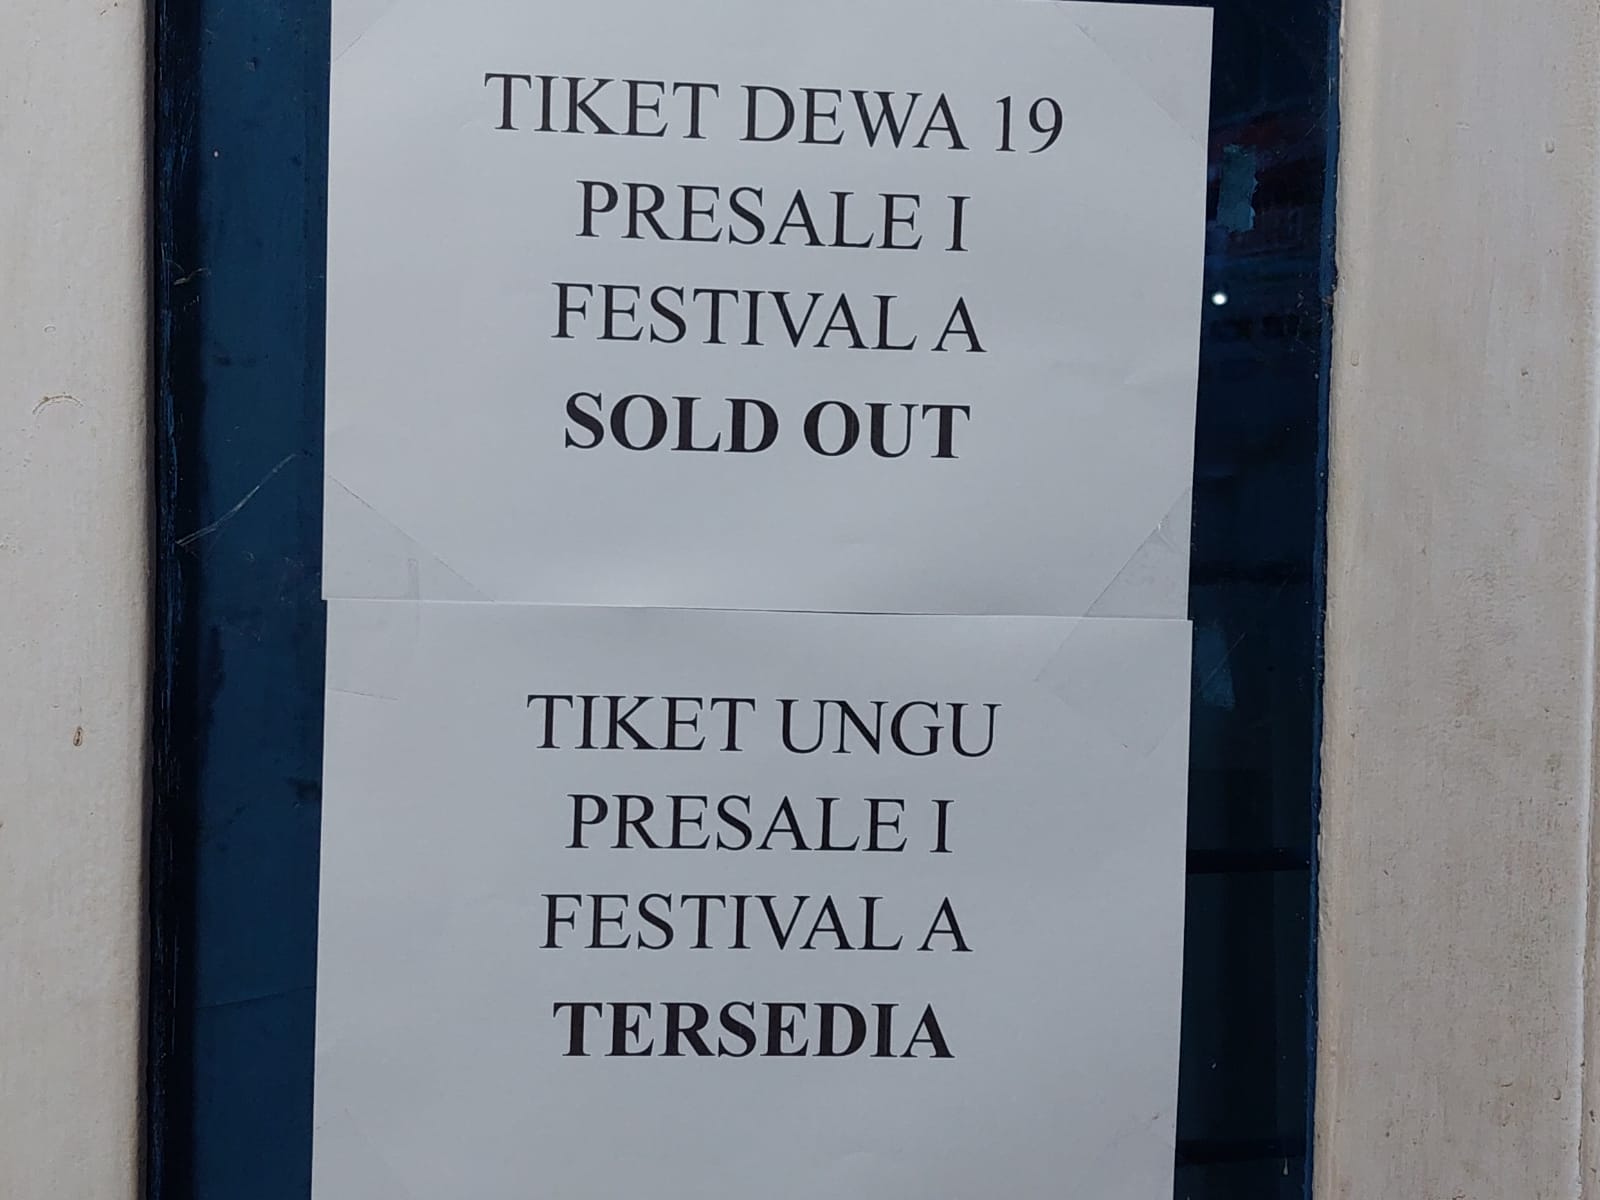 TIKET DEWA 19
PRESALE I
FESTIVAL A
SOLD OUT
TIKET UNGU
PRESALE I
FESTIVAL A
TERSEDIA